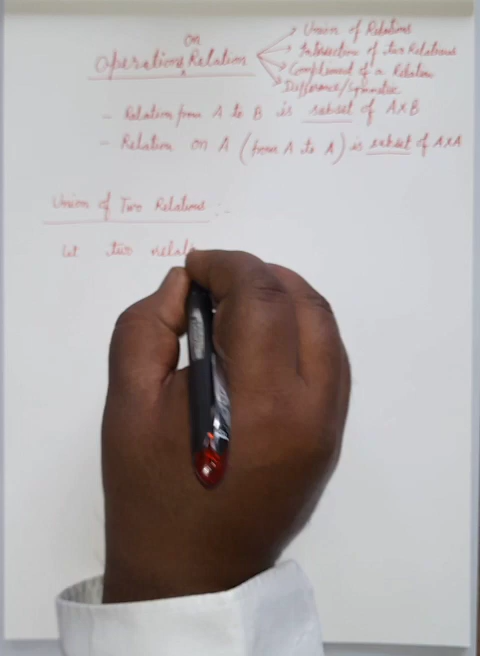 on
Operations Relation
Union of Relations
Intersection of two Relations
Complement of a Relation
Difference/Symmetric
- Relation from A to B is subset of A×B
- Relation on A (from A to A) is subset of A×A
Union of Two Relations :-
Let two relat